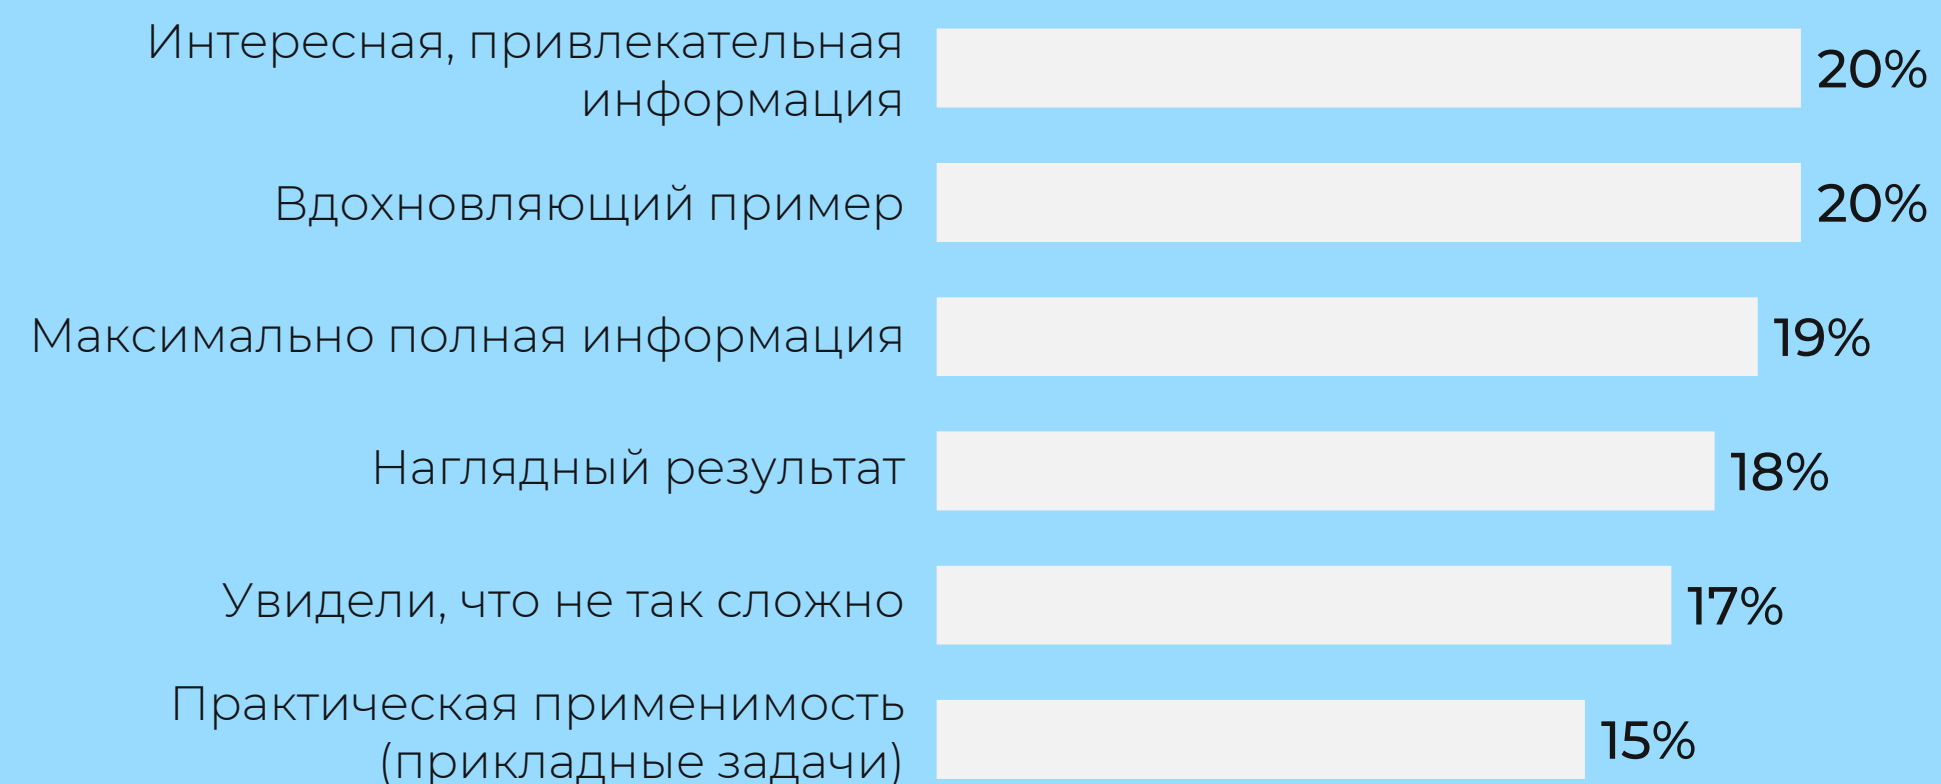 Интересная, привлекательная
информация
20%
Вдохновляющий пример
20%
Максимально полная информация
19%
Наглядный результат
18%
Увидели, что не так сложно
17%
Практическая применимость
(прикладные задачи)
15%